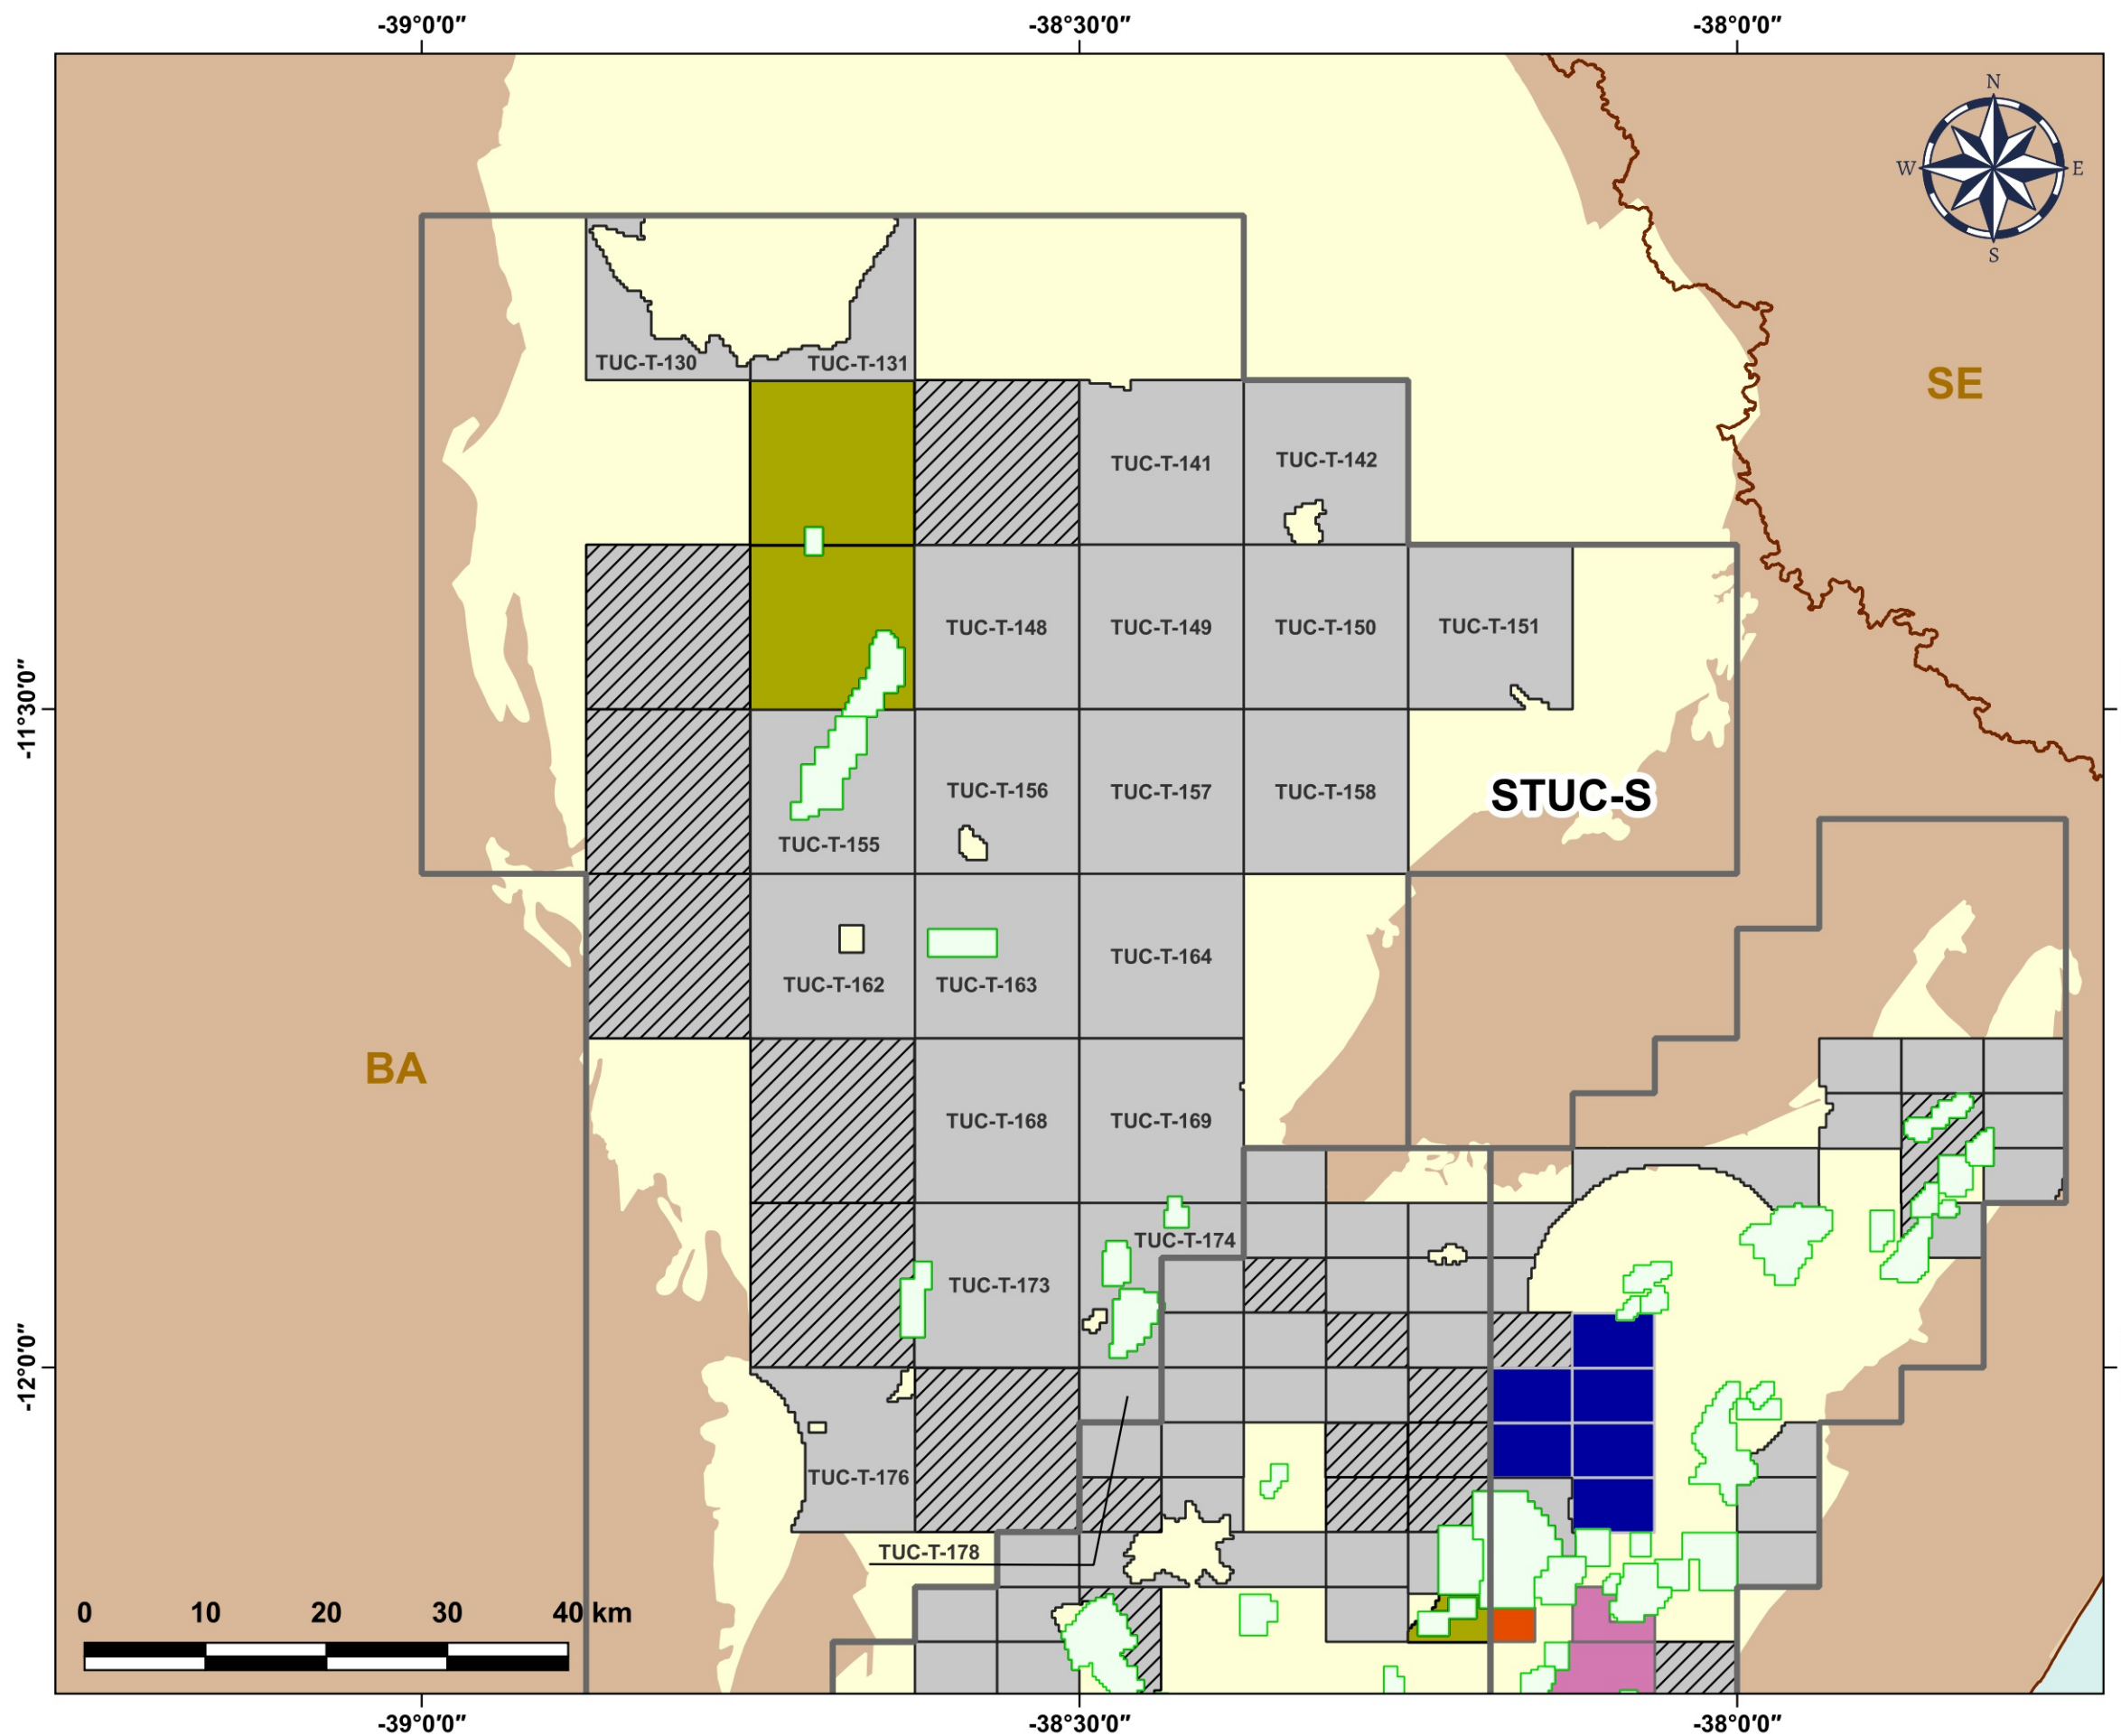 -39°0′0″
-38°30′0″
-38°0′0″
N
W
E
S
TUC-T-130
TUC-T-131
SE
TUC-T-141
TUC-T-142
TUC-T-148
TUC-T-149
TUC-T-150
TUC-T-151
-11°30′0″
TUC-T-156
TUC-T-157
TUC-T-158
STUC-S
TUC-T-155
TUC-T-164
TUC-T-162
TUC-T-163
BA
TUC-T-168
TUC-T-169
TUC-T-174
TUC-T-173
-12°0′0″
TUC-T-176
TUC-T-178
0 10 20 30 40 km
-39°0′0″
-38°30′0″
-38°0′0″